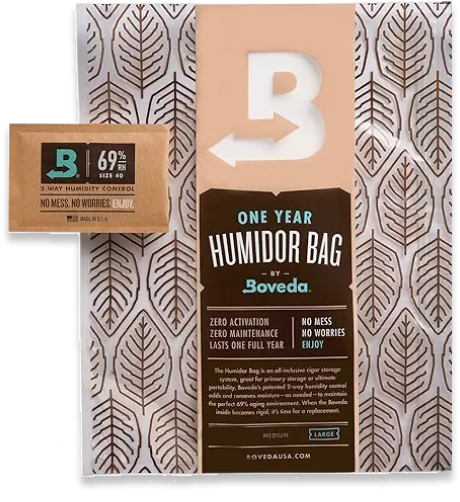 B
69% RH
SIZE 40
2-WAY HUMIDITY CONTROL
NO MESS. NO WORRIES. ENJOY.
MADE IN U.S.A.
B
ONE YEAR
HUMIDOR BAG
BY
Boveda.
ZERO ACTIVATION
ZERO MAINTENANCE
LASTS ONE FULL YEAR
NO MESS
NO WORRIES
ENJOY
The Humidor Bag is an all-inclusive cigar storage
system, great for primary storage or ultimate
portability. Boveda's patented 2-way humidity control
adds and removes moisture—as needed—to maintain
the perfect 69% aging environment. When the Boveda
inside becomes rigid, it's time for a replacement.
MEDIUM LARGE
BOVEDAUSA.COM